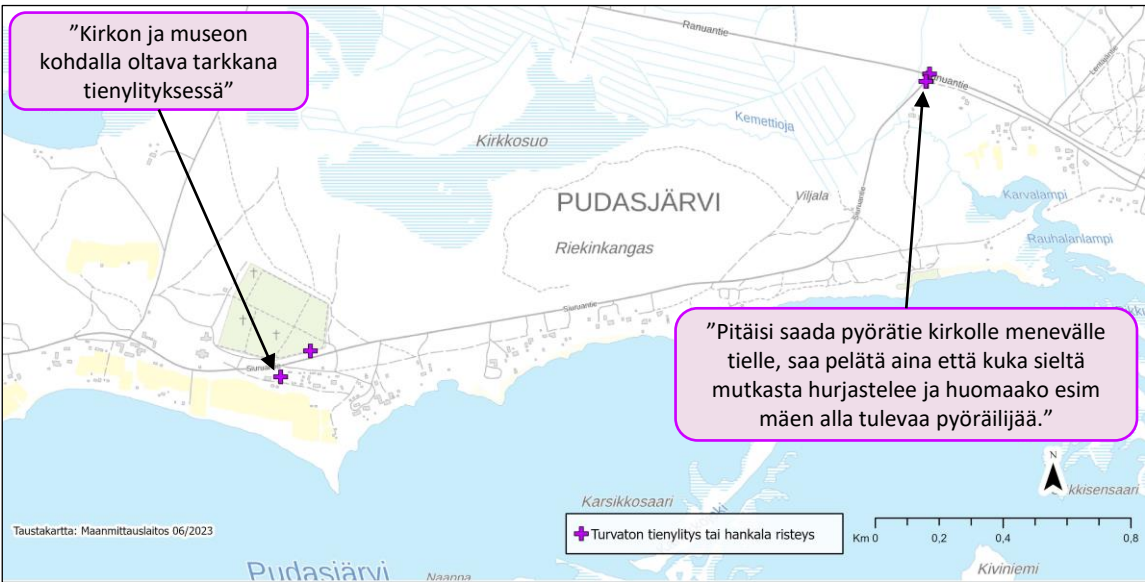 ”Kirkon ja museon
kohdalla oltava tarkkana
tienylityksessä”
Ranuantie
Ranuantie
Kemettioja
Kirkkosuo
PUDASJÄRVI
Viljala
Riekinkangas
Siuruantie
Karvalampi
Rauhalanlampi
Siuruantie
”Pitäisi saada pyörätie kirkolle menevälle
tielle, saa pelätä aina että kuka sieltä
mutkasta hurjastelee ja huomaako esim
mäen alla tulevaa pyöräilijää.”
N
Karsikkosaari
kkisensaari
Taustakartta: Maanmittauslaitos 06/2023
Turvaton tienylitys tai hankala risteys
Km 0 0,2 0,4 0,8
Pudasjärvi
Naappa
Kiviniemi